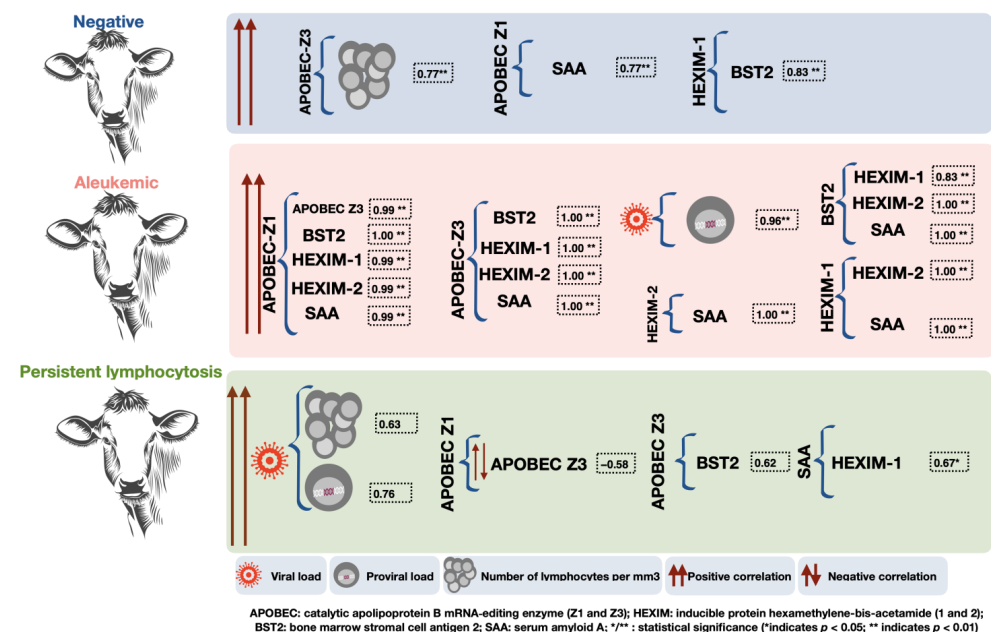 Negative
APOBEC-Z3
0.77**
APOBEC Z1
SAA
0.77**
HEXIM-1
BST2
0.83 **
Aleukemic
APOBEC-Z1
APOBEC Z3
0.99 **
BST2
1.00 **
HEXIM-1
0.99 **
HEXIM-2
0.99 **
SAA
0.99 **
APOBEC-Z3
BST2
1.00 **
HEXIM-1
1.00 **
HEXIM-2
1.00 **
SAA
1.00 **
0.96**
HEXIM-2
SAA
1.00 **
BST2
HEXIM-1
0.83 **
HEXIM-2
1.00 **
SAA
1.00 **
HEXIM-1
HEXIM-2
1.00 **
SAA
1.00 **
Persistent lymphocytosis
0.63
0.76
APOBEC Z1
APOBEC Z3
−0.58
APOBEC Z3
BST2
0.62
SAA
HEXIM-1
0.67*
Viral load
Proviral load
Number of lymphocytes per mm3
Positive correlation
Negative correlation
APOBEC: catalytic apolipoprotein B mRNA-editing enzyme (Z1 and Z3); HEXIM: inducible protein hexamethylene-bis-acetamide (1 and 2);
BST2: bone marrow stromal cell antigen 2; SAA: serum amyloid A; */** : statistical significance (*indicates p < 0.05; ** indicates p < 0.01)